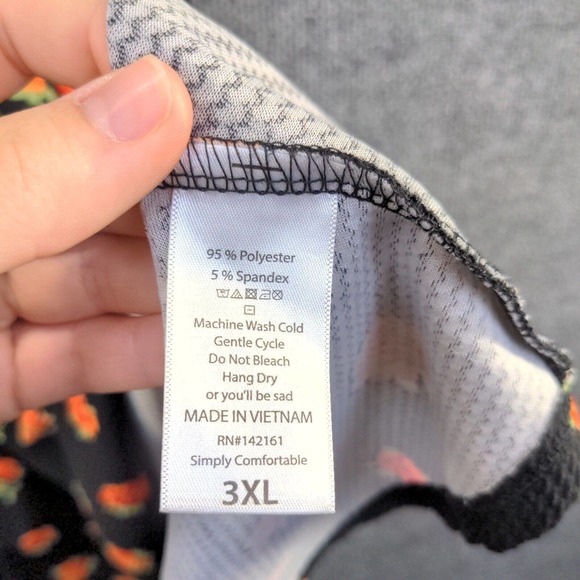 95 % Polyester
5 % Spandex
Machine Wash Cold
Gentle Cycle
Do Not Bleach
Hang Dry
or you'll be sad
MADE IN VIETNAM
RN#142161
Simply Comfortable
3XL